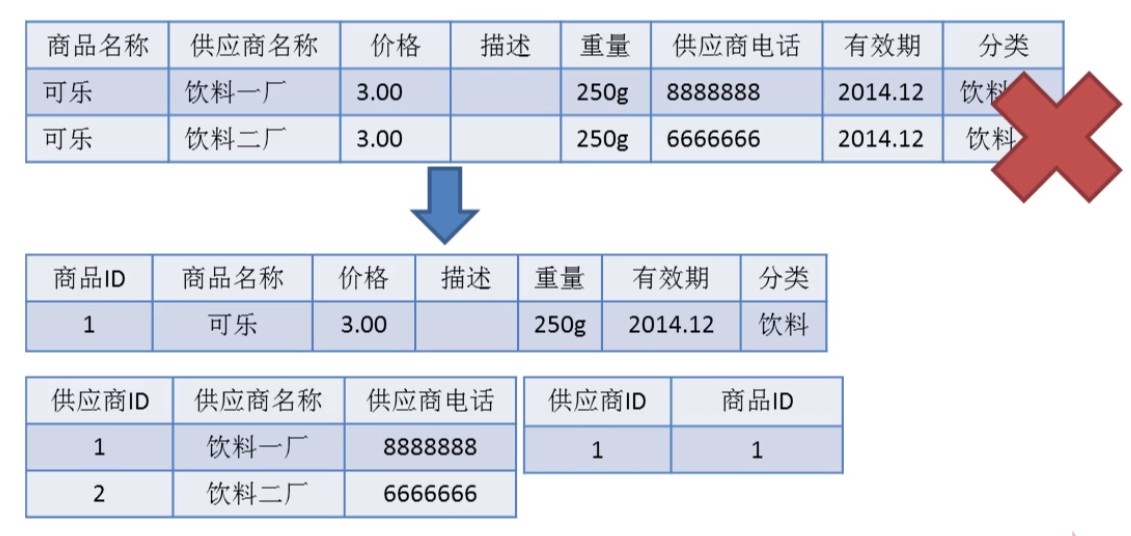 商品名称 供应商名称 价格 描述 重量 供应商电话 有效期 分类
可乐 饮料一厂 3.00 250g 8888888 2014.12 饮料
可乐 饮料二厂 3.00 250g 6666666 2014.12 饮料
商品ID 商品名称 价格 描述 重量 有效期 分类
1 可乐 3.00 250g 2014.12 饮料
供应商ID 供应商名称 供应商电话
1 饮料一厂 8888888
2 饮料二厂 6666666
供应商ID 商品ID
1 1